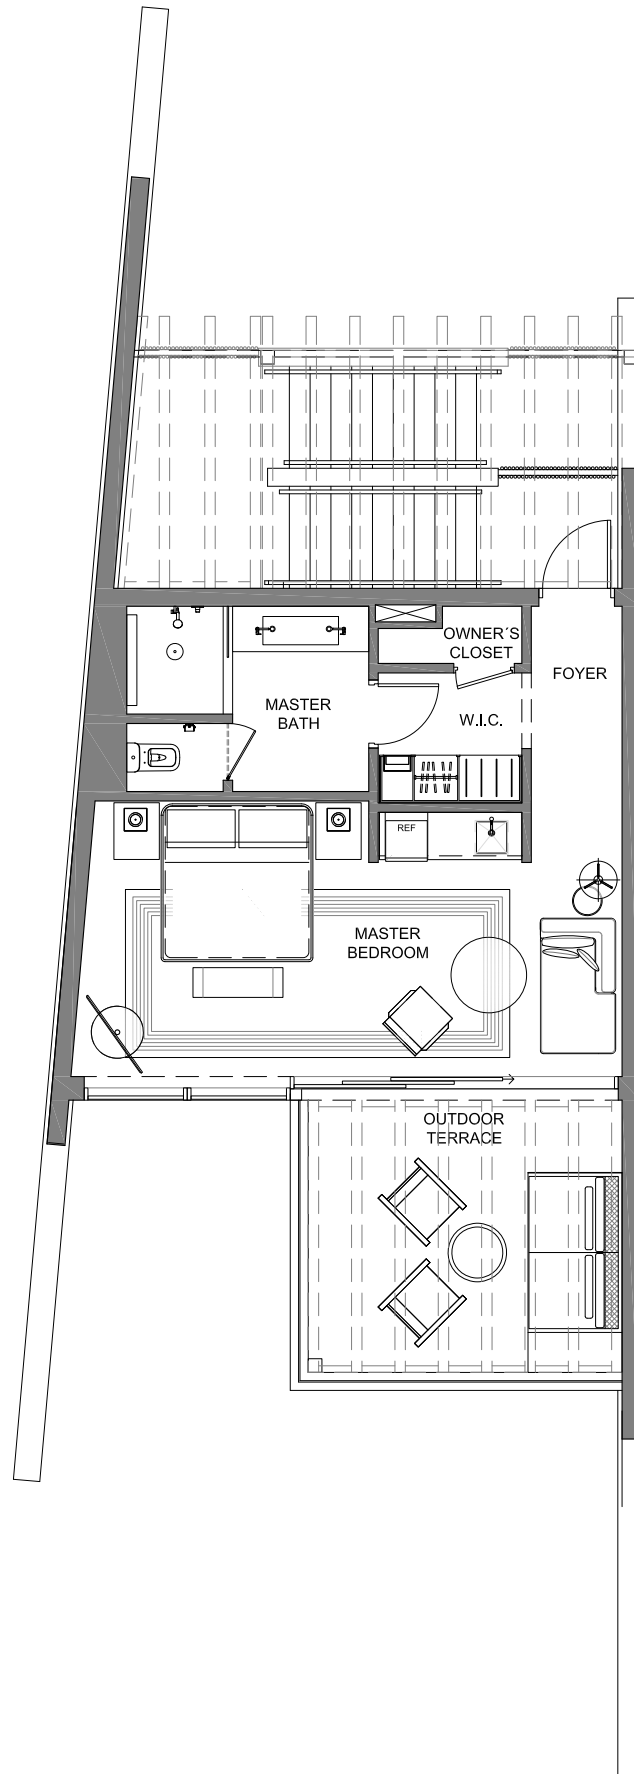 OWNER´S
CLOSET
FOYER
MASTER
BATH
W.I.C.
REF
MASTER
BEDROOM
OUTDOOR
TERRACE